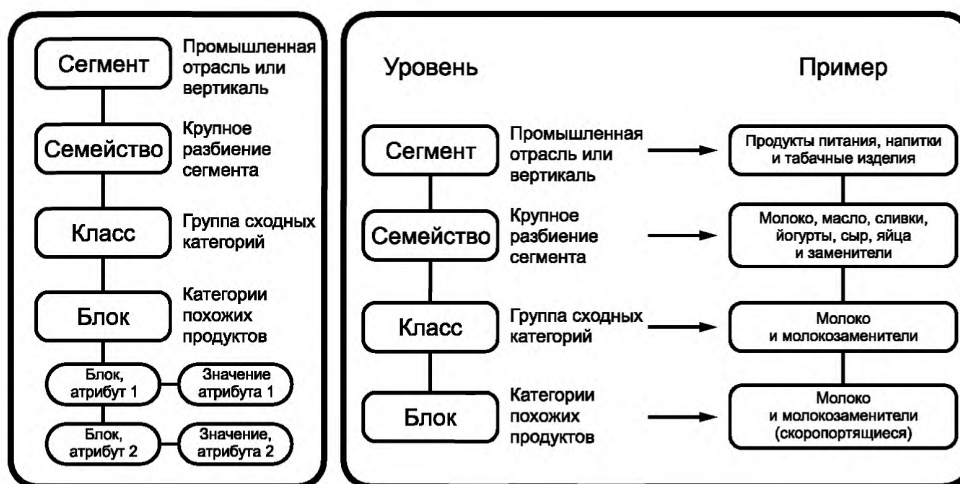 Сегмент
Промышленная
отрасль или
вертикаль
Семейство
Крупное
разбиение
сегмента
Класс
Группа сходных
категорий
Блок
Категории
похожих
продуктов
Блок,
атрибут 1
Значение
атрибута 1
Блок,
атрибут 2
Значение,
атрибута 2
Уровень
Пример
Сегмент
Промышленная
отрасль или
вертикаль
Продукты питания, напитки
и табачные изделия
Семейство
Крупное
разбиение
сегмента
Молоко, масло, сливки,
йогурты, сыр, яйца
и заменители
Класс
Группа сходных
категорий
Молоко
и молокозаменители
Блок
Категории
похожих
продуктов
Молоко
и молокозаменители
(скоропортящиеся)